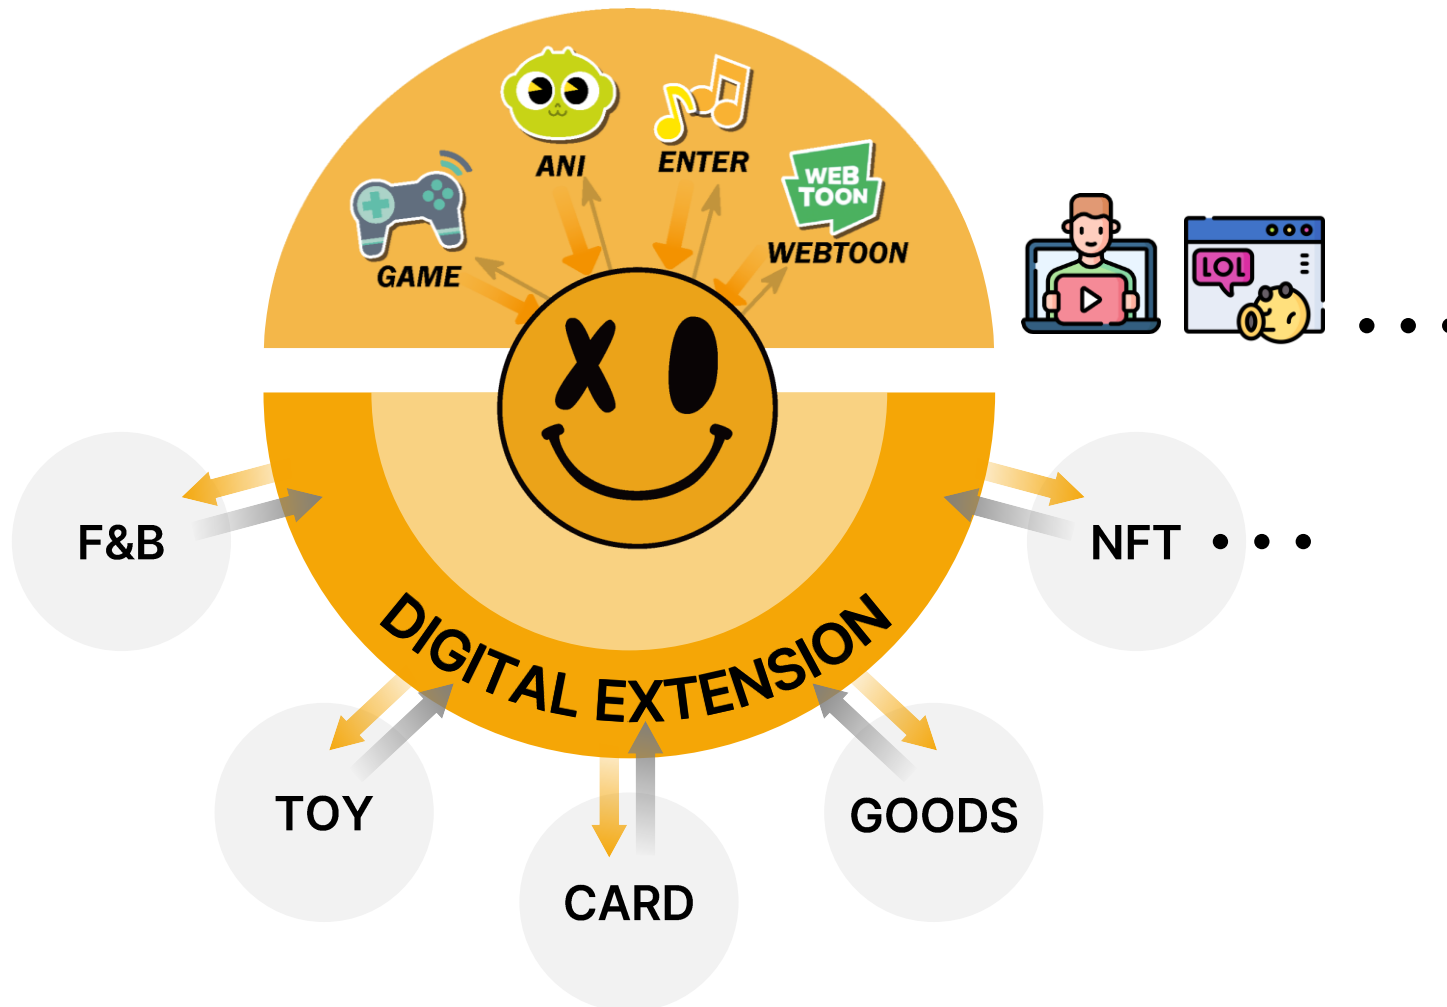 ANI
ENTER
WEB
TOON
GAME
WEBTOON
LOL
F&B
NFT
DIGITAL EXTENSION
TOY
CARD
GOODS